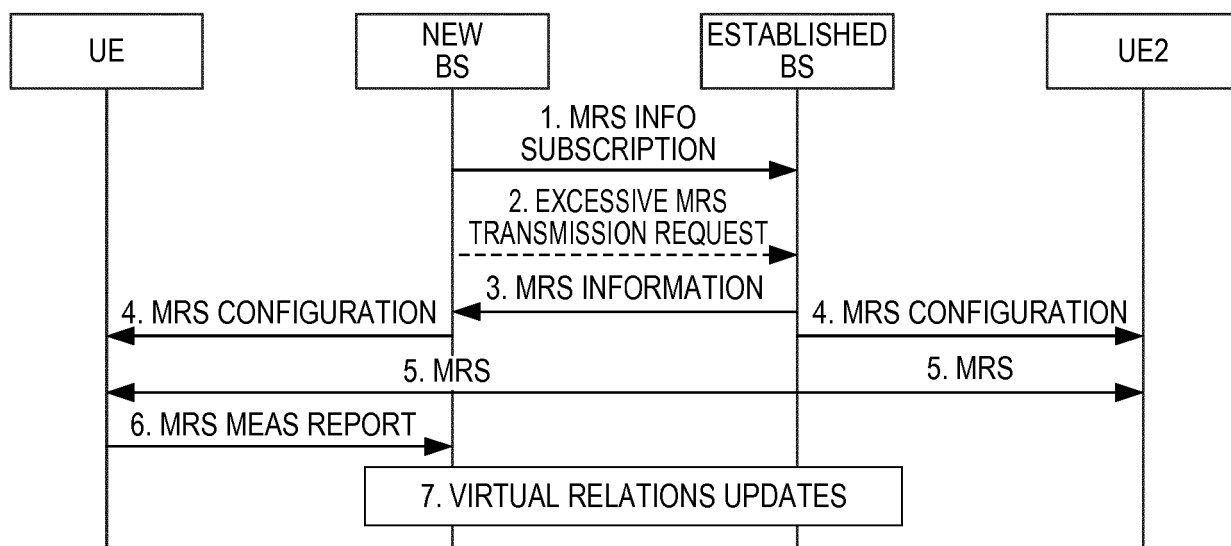 UE
NEW
BS
ESTABLISHED
BS
UE2
1. MRS INFO
SUBSCRIPTION
2. EXCESSIVE MRS
TRANSMISSION REQUEST
3. MRS INFORMATION
4. MRS CONFIGURATION
4. MRS CONFIGURATION
5. MRS
5. MRS
6. MRS MEAS REPORT
7. VIRTUAL RELATIONS UPDATES